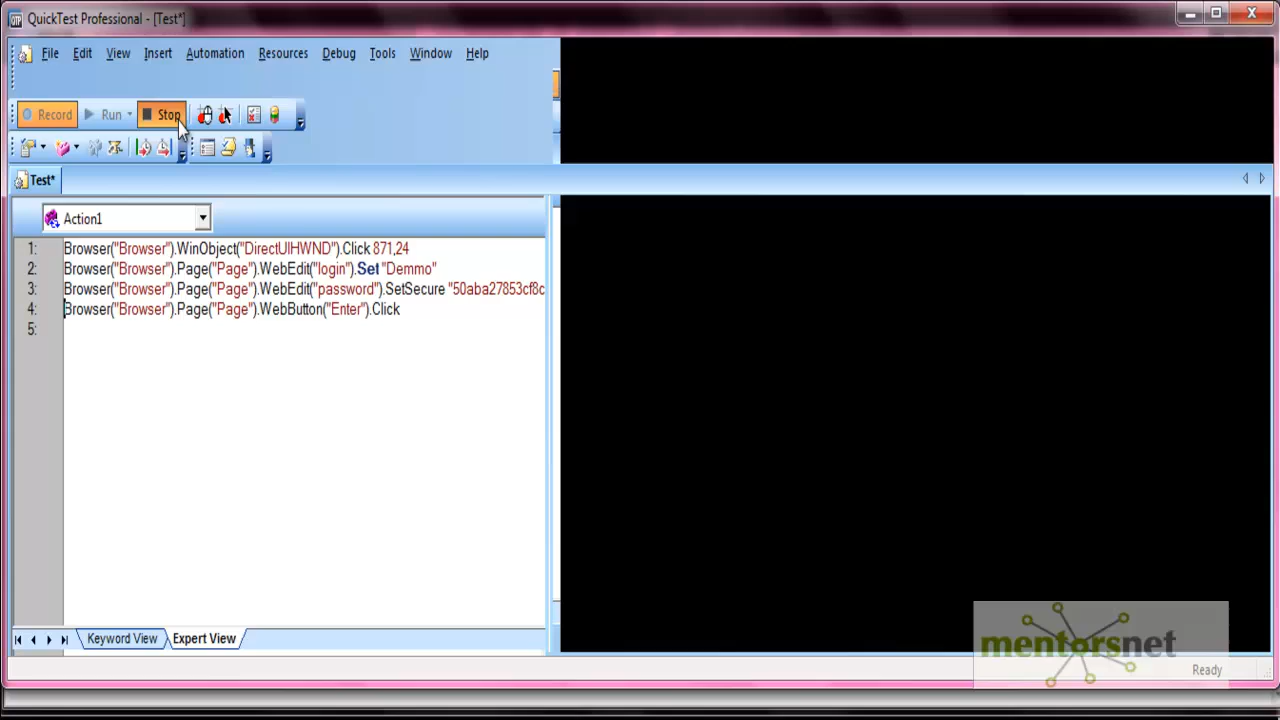 QTP QuickTest Professional - [Test*]
File Edit View Insert Automation Resources Debug Tools Window Help
Record Run Stop
Test*
Action1
1: Browser("Browser").WinObject("DirectUIHWND").Click 871,24
2: Browser("Browser").Page("Page").WebEdit("login").Set "Demmo"
3: Browser("Browser").Page("Page").WebEdit("password").SetSecure "50aba27853cf8c
4: Browser("Browser").Page("Page").WebButton("Enter").Click
5:
Keyword View Expert View
mentorsnet
Ready